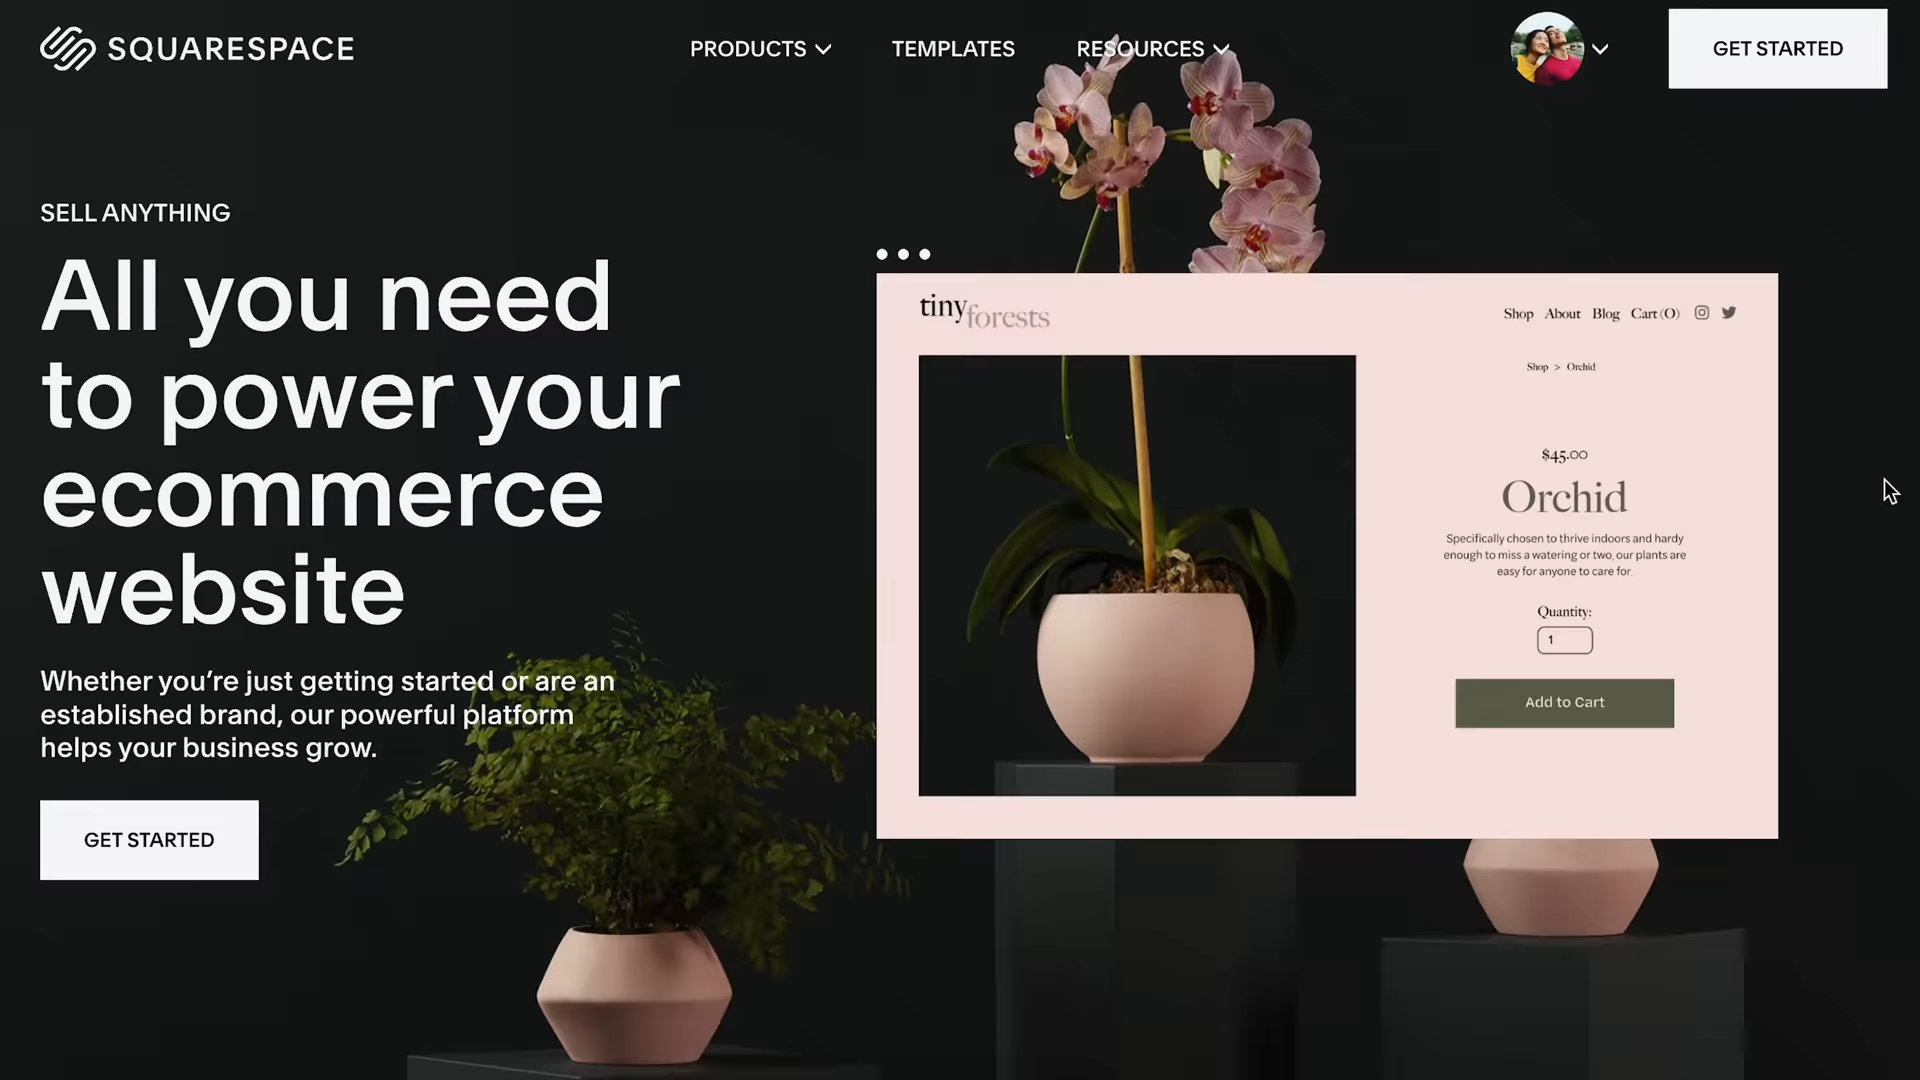 SQUARESPACE
PRODUCTS
TEMPLATES
RESOURCES
GET STARTED
SELL ANYTHING
All you need
to power your
ecommerce
website
Whether you’re just getting started or are an
established brand, our powerful platform
helps your business grow.
GET STARTED
tinyforests
Shop About Blog Cart (0)
Shop > Orchid
$45.00
Orchid
Specifically chosen to thrive indoors and hardy
enough to miss a watering or two, our plants are
easy for anyone to care for.
Quantity:
1
Add to Cart